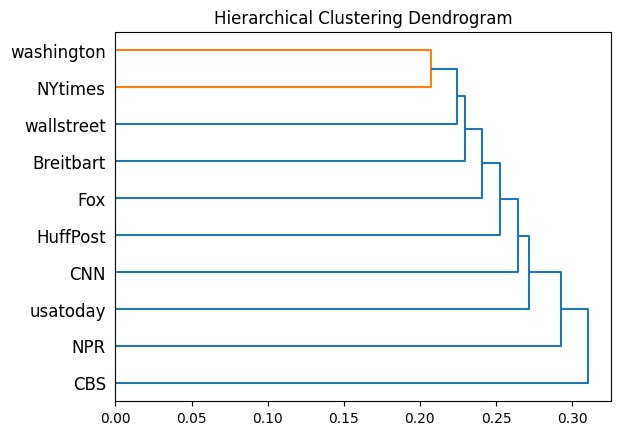 Hierarchical Clustering Dendrogram
washington
NYtimes
wallstreet
Breitbart
Fox
HuffPost
CNN
usatoday
NPR
CBS
0.00 0.05 0.10 0.15 0.20 0.25 0.30